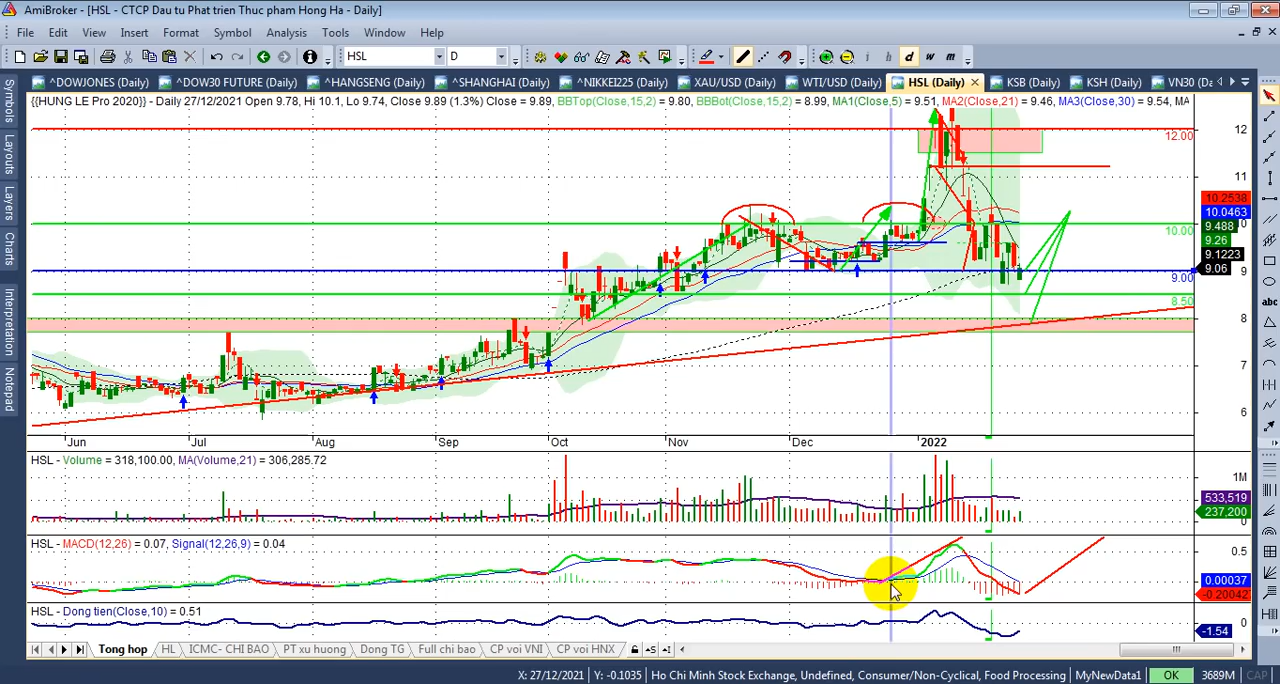 AmiBroker - [HSL - CTCP Dau tu Phat trien Thuc pham Hong Ha - Daily]
File Edit View Insert Format Symbol Analysis Tools Window Help
HSL D i h d w m
^DOWJONES (Daily) ^DOW30 FUTURE (Daily) ^HANGSENG (Daily) ^SHANGHAI (Daily) ^NIKKEI225 (Daily) XAU/USD (Daily) WTI/USD (Daily) HSL (Daily) KSB (Daily) KSH (Daily) VN30 (Da
Symbols
Layouts
Layers
Charts
Interpretation
Notepad
{{HUNG LE Pro 2020}} - Daily 27/12/2021 Open 9.78, Hi 10.1, Lo 9.74, Close 9.89 (1.3%) Close = 9.89, BBTop(Close,15,2) = 9.80, BBBot(Close,15,2) = 8.99, MA1(Close,5) = 9.51, MA2(Close,21) = 9.46, MA3(Close,30) = 9.54, MA
12
12.00
11
10.2538
10.0463
10.00
9.488
9.26
9.1223
9.06
9
9.00
8.50
8
7
6
Jun Jul Aug Sep Oct Nov Dec 2022
HSL - Volume = 318,100.00, MA(Volume,21) = 306,285.72
1M
533,519
237,200
0
HSL - MACD(12,26) = 0.07, Signal(12,26,9) = 0.04
0.5
0.00037
-0.20042
HSL - Dong tien(Close,10) = 0.51
0
-1.54
Tong hop HL ICMC- CHI BAO PT xu huong Dong TG Full chi bao CP voi VNI CP voi HNX
X: 27/12/2021 Y: -0.1035 Ho Chi Minh Stock Exchange, Undefined, Consumer/Non-Cyclical, Food Processing MyNewData1 OK 3689M CAP
abc